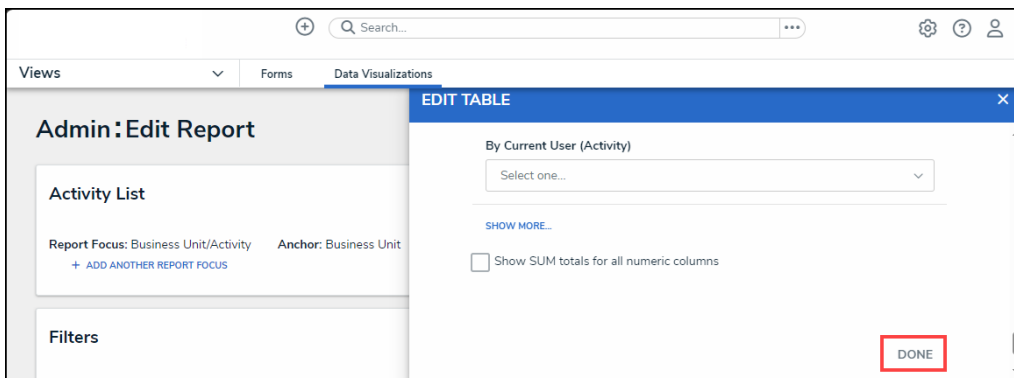 Search...
Views
Forms
Data Visualizations
EDIT TABLE
Admin:Edit Report
By Current User (Activity)
Select one...
Activity List
SHOW MORE...
Report Focus: Business Unit/Activity
Anchor: Business Unit
+ ADD ANOTHER REPORT FOCUS
Show SUM totals for all numeric columns
Filters
DONE